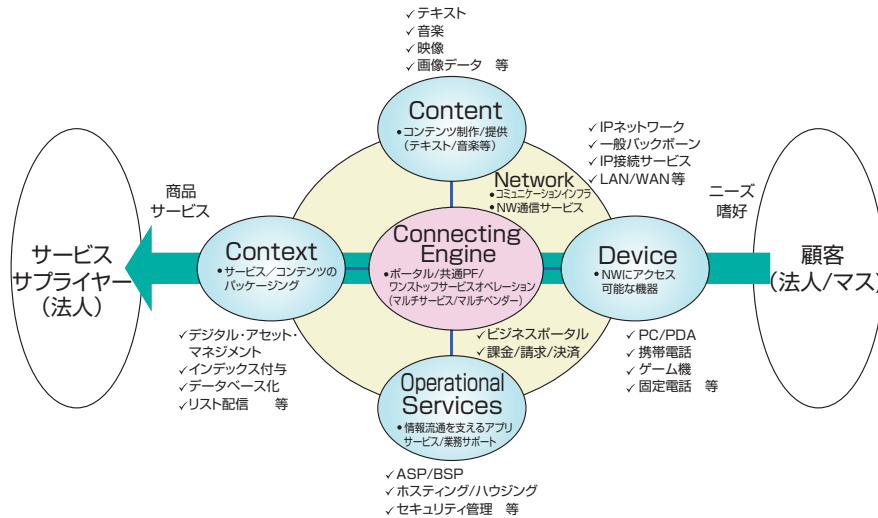 ✓テキスト
✓音楽
✓映像
✓画像データ 等
Content
•コンテンツ制作/提供
(テキスト/音楽等)
✓IPネットワーク
✓一般バックボーン
✓IP接続サービス
✓LAN/WAN等
Network
•コミュニケーションインフラ
•NW通信サービス
商品
サービス
ニーズ
嗜好
サービス
サプライヤー
(法人)
Context
•サービス/コンテンツの
パッケージング
Connecting
Engine
•ポータル/共通PF/
ワンストップサービスオペレーション
(マルチサービス/マルチベンダー)
Device
•NWにアクセス
可能な機器
顧客
(法人/マス)
✓デジタル・アセット・
マネジメント
✓インデックス付与
✓データベース化
✓リスト配信 等
✓ビジネスポータル
✓課金/請求/決済
✓PC/PDA
✓携帯電話
✓ゲーム機
✓固定電話 等
Operational
Services
•情報流通を支えるアプリ
サービス/業務サポート
✓ASP/BSP
✓ホスティング/ハウジング
✓セキュリティ管理 等